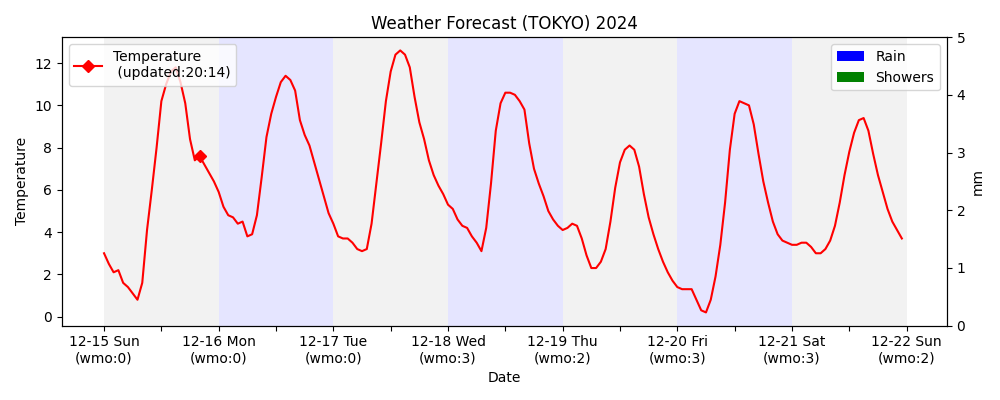 Weather Forecast (TOKYO) 2024
Temperature
(updated:20:14)
Rain
Showers
12
10
8
6
4
2
0
Temperature
5
4
3
2
1
0
mm
12-15 Sun
(wmo:0)
12-16 Mon
(wmo:0)
12-17 Tue
(wmo:0)
12-18 Wed
(wmo:3)
12-19 Thu
(wmo:2)
12-20 Fri
(wmo:3)
12-21 Sat
(wmo:3)
12-22 Sun
(wmo:2)
Date